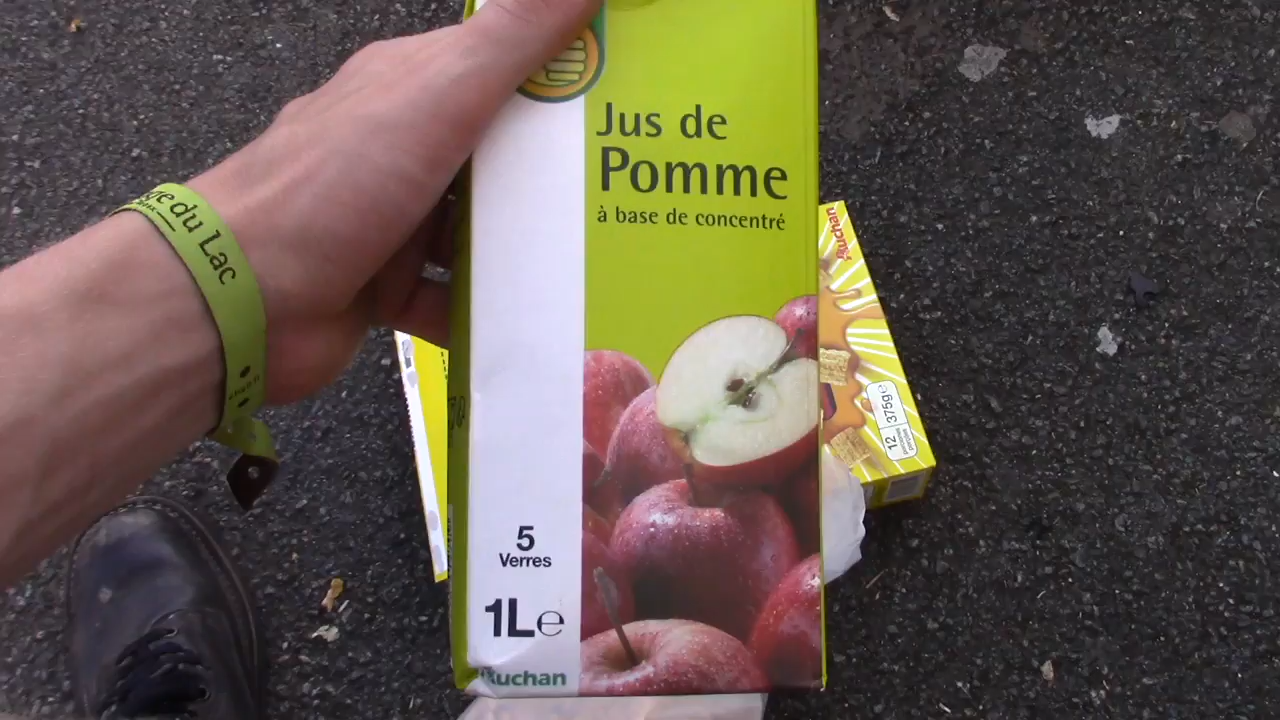 Jus de
Pomme
à base de concentré
5
Verres
1L℮
Auchan
du Lac
Auchan
12
375g℮